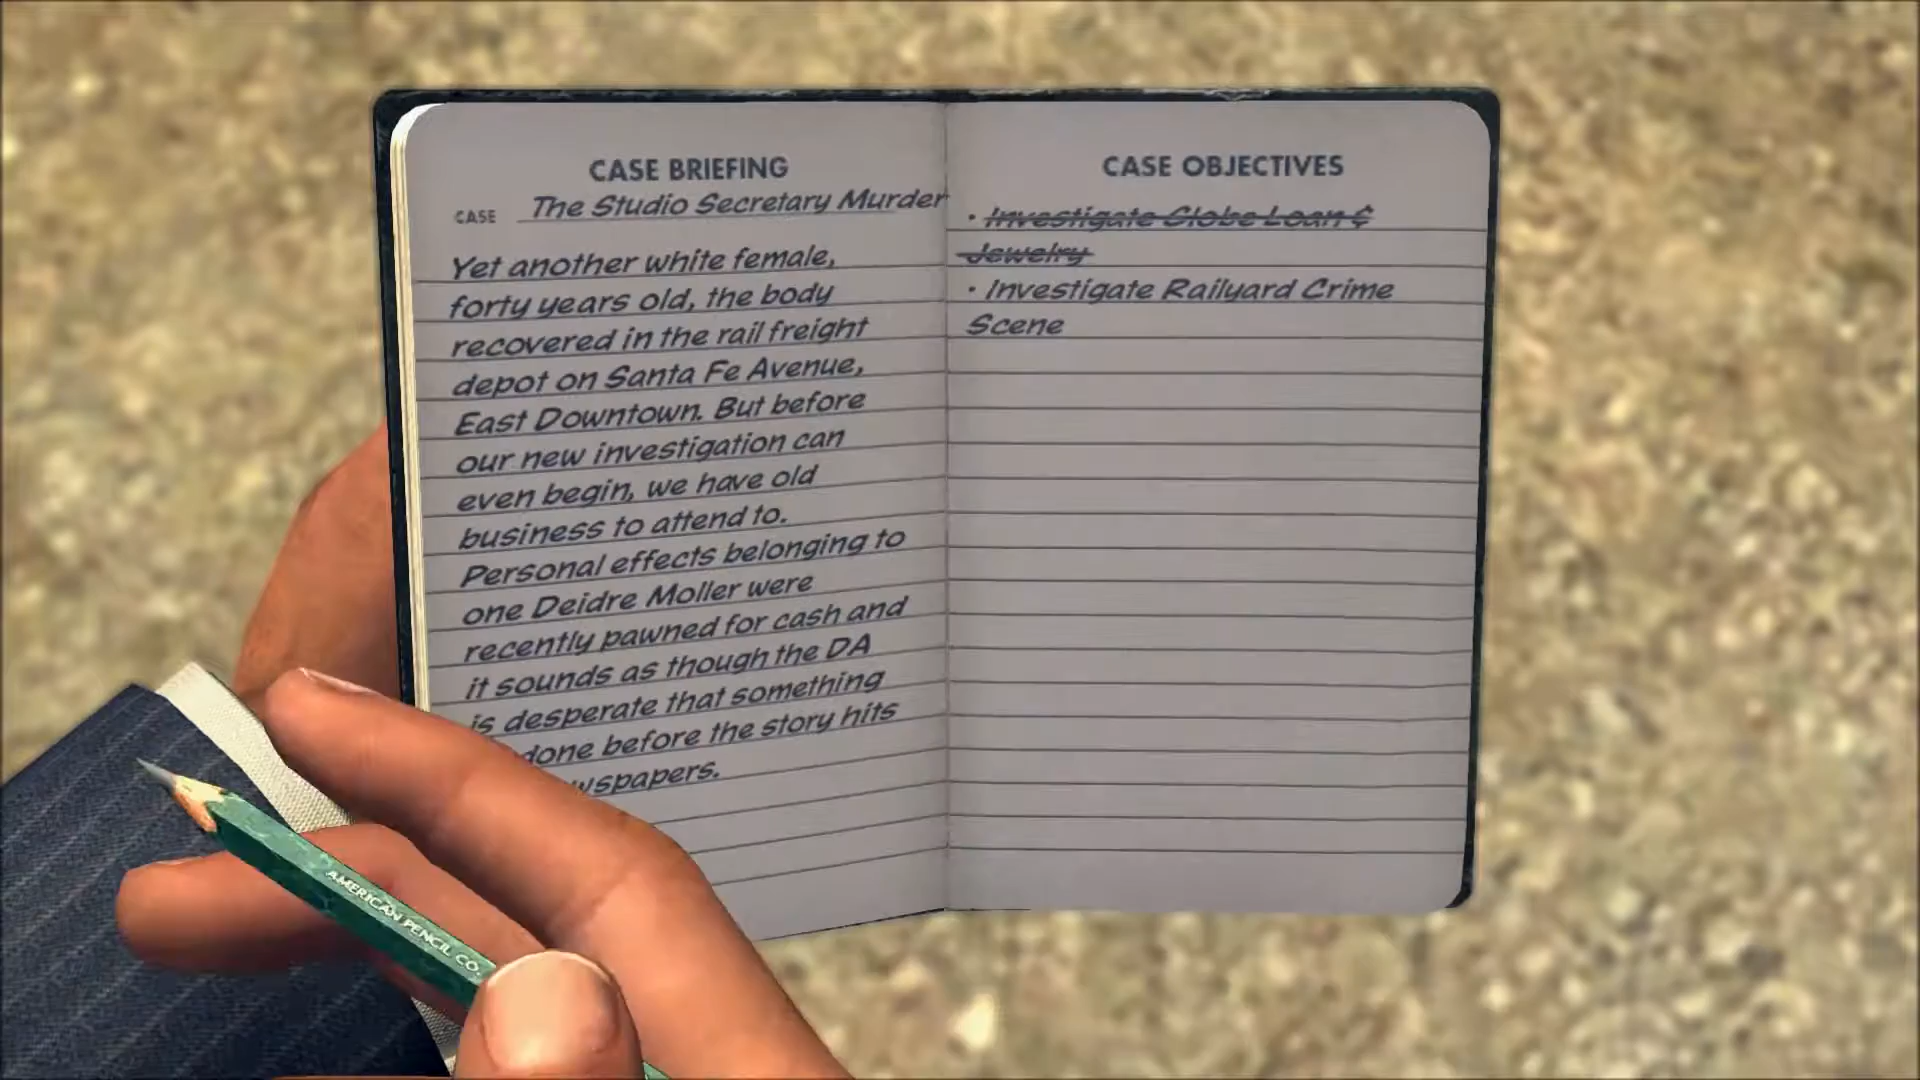 CASE BRIEFING
CASE The Studio Secretary Murder
Yet another white female,
forty years old, the body
recovered in the rail freight
depot on Santa Fe Avenue,
East Downtown. But before
our new investigation can
even begin, we have old
business to attend to.
Personal effects belonging to
one Deidre Moller were
recently pawned for cash and
it sounds as though the DA
is desperate that something
done before the story hits
wspapers.
CASE OBJECTIVES
• Investigate Globe Loan &
Jewelry
• Investigate Railyard Crime
Scene
AMERICAN PENCIL CO.